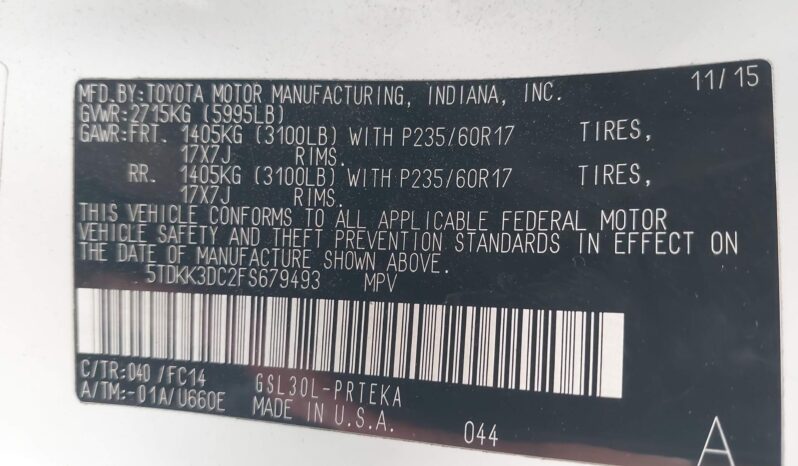 MFD.BY:TOYOTA MOTOR MANUFACTURING, INDIANA, INC. 11/15
GVWR:2715KG (5995LB)
GAWR:FRT. 1405KG (3100LB) WITH P235/60R17 TIRES,
17X7J RIMS.
RR. 1405KG (3100LB) WITH P235/60R17 TIRES,
17X7J RIMS.
THIS VEHICLE CONFORMS TO ALL APPLICABLE FEDERAL MOTOR
VEHICLE SAFETY AND THEFT PREVENTION STANDARDS IN EFFECT ON
THE DATE OF MANUFACTURE SHOWN ABOVE.
5TDKK3DC2FS679493 MPV
C/TR:040 /FC14 GSL30L-PRTEKA
A/TM:-01A/U660E MADE IN U.S.A. 044 A